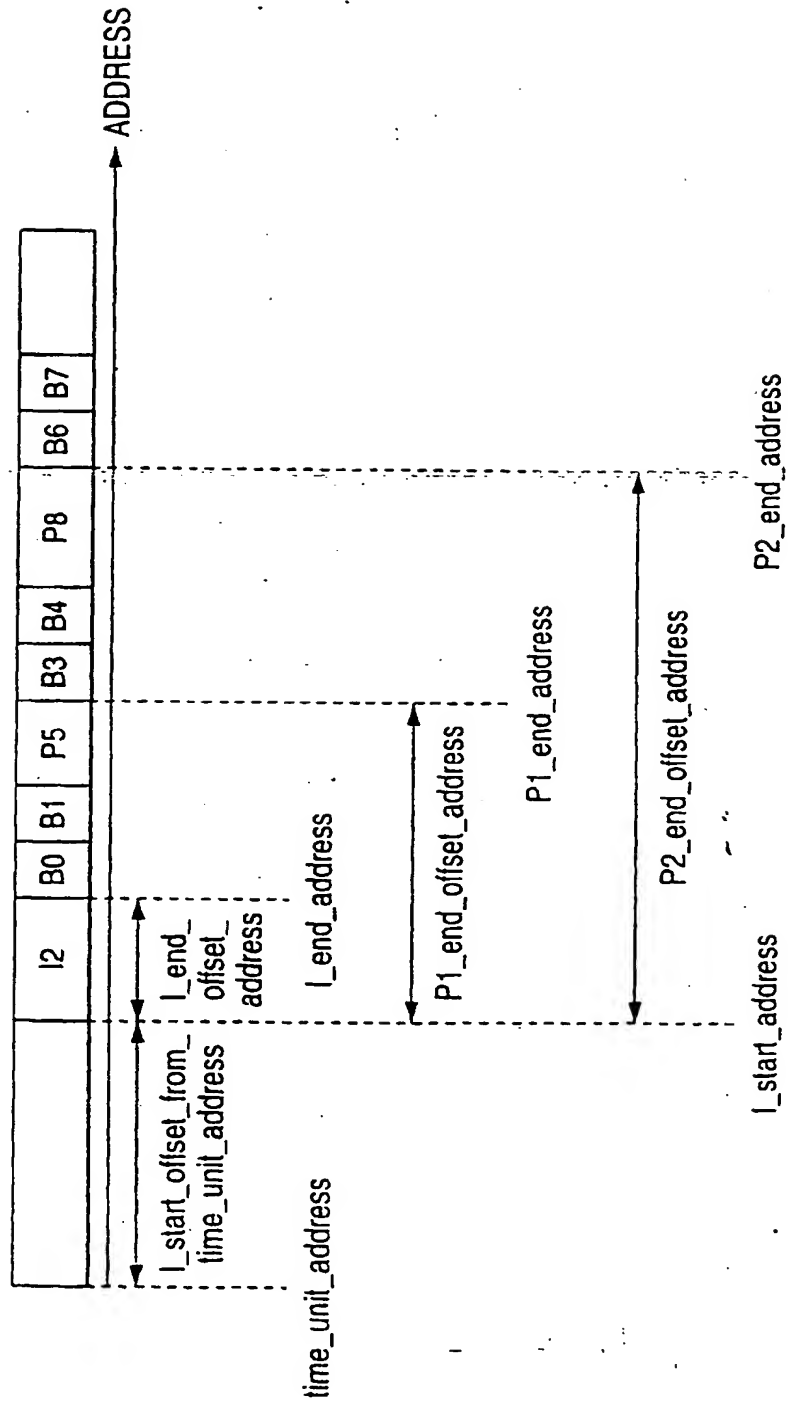 I2 B0 B1 P5 B3 B4 P8 B6 B7
ADDRESS
I_start_offset_from_
time_unit_address
I_end_
offset_
address
time_unit_address
I_end_address
P1_end_offset_address
P1_end_address
P2_end_offset_address
I_start_address
P2_end_address